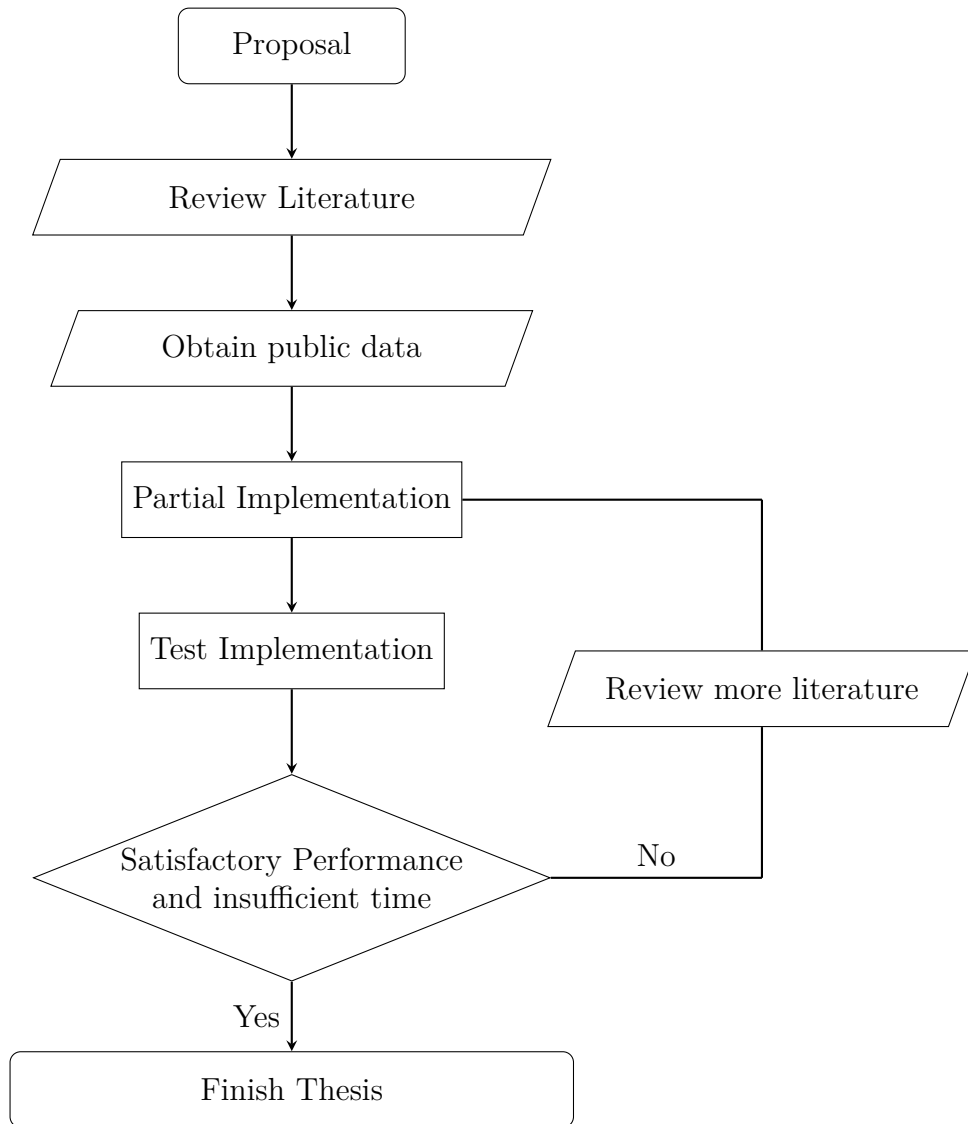 Proposal
Review Literature
Obtain public data
Partial Implementation
Test Implementation
Review more literature
Satisfactory Performance
and insufficient time
No
Yes
Finish Thesis